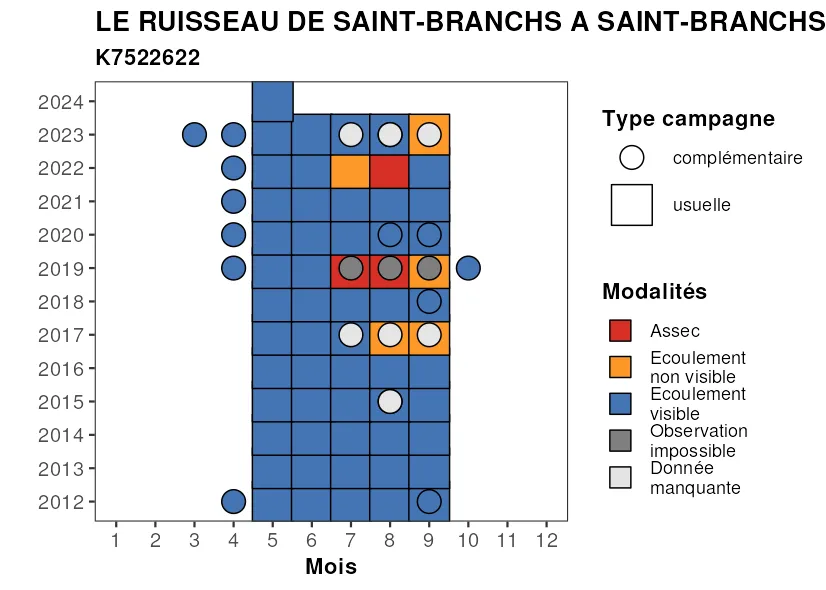 LE RUISSEAU DE SAINT-BRANCHS A SAINT-BRANCHS
K7522622
2024
2023
2022
2021
2020
2019
2018
2017
2016
2015
2014
2013
2012
1 2 3 4 5 6 7 8 9 10 11 12
Mois
Type campagne
complémentaire
usuelle
Modalités
Assec
Ecoulement
non visible
Ecoulement
visible
Observation
impossible
Donnée
manquante